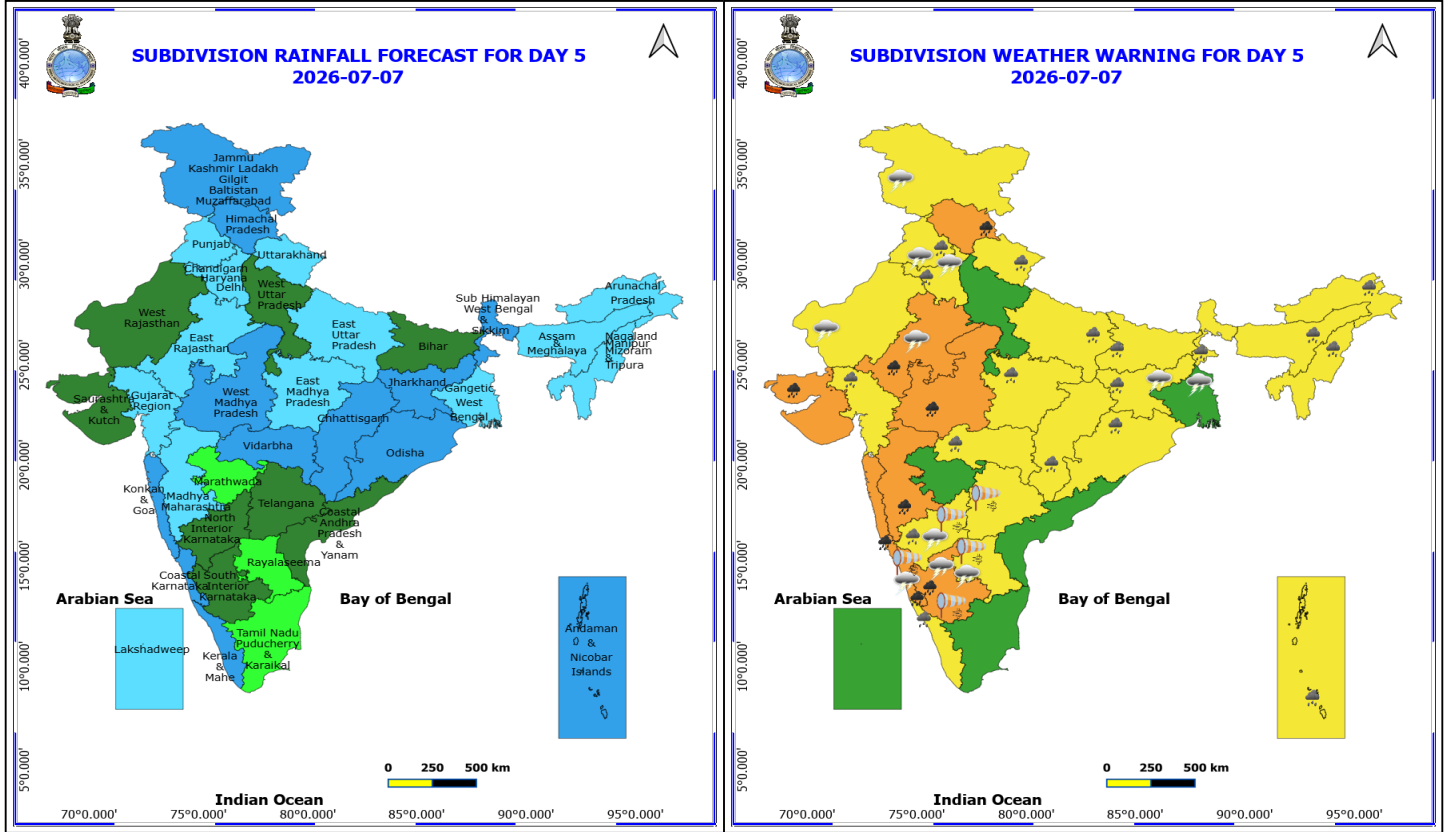 SUBDIVISION RAINFALL FORECAST FOR DAY 5
2026-07-07
40°0.000'
35°0.000'
30°0.000'
25°0.000'
20°0.000'
15°0.000'
10°0.000'
5°0.000'
Jammu
Kashmir Ladakh
Gilgit
Baltistan
Muzaffarabad
Himachal
Pradesh
Punjab
Uttarakhand
Chandigarh
Haryana
Delhi
West
Uttar
Pradesh
West
Rajasthan
East
Rajasthan
East
Uttar
Pradesh
Bihar
Sub Himalayan
West Bengal
&
Sikkim
Arunachal
Pradesh
Assam
&
Meghalaya
Nagaland
Manipur
Mizoram
&
Tripura
Saurashtra
&
Kutch
Gujarat
Region
West
Madhya
Pradesh
East
Madhya
Pradesh
Jharkhand
Gangetic
West
Bengal
Chhattisgarh
Odisha
Vidarbha
Marathwada
Konkan
&
Goa
Madhya
Maharashtra
Telangana
North
Interior
Karnataka
Coastal
Andhra
Pradesh
&
Yanam
Rayalaseema
Coastal
Karnataka
South
Interior
Karnataka
Arabian Sea
Bay of Bengal
Lakshadweep
Tamil Nadu
Puducherry
&
Karaikal
Kerala
&
Mahe
Andaman
&
Nicobar
Islands
0 250 500 km
Indian Ocean
70°0.000' 75°0.000' 80°0.000' 85°0.000' 90°0.000' 95°0.000'
SUBDIVISION WEATHER WARNING FOR DAY 5
2026-07-07
40°0.000'
35°0.000'
30°0.000'
25°0.000'
20°0.000'
15°0.000'
10°0.000'
5°0.000'
Arabian Sea
Bay of Bengal
0 250 500 km
Indian Ocean
70°0.000' 75°0.000' 80°0.000' 85°0.000' 90°0.000' 95°0.000'